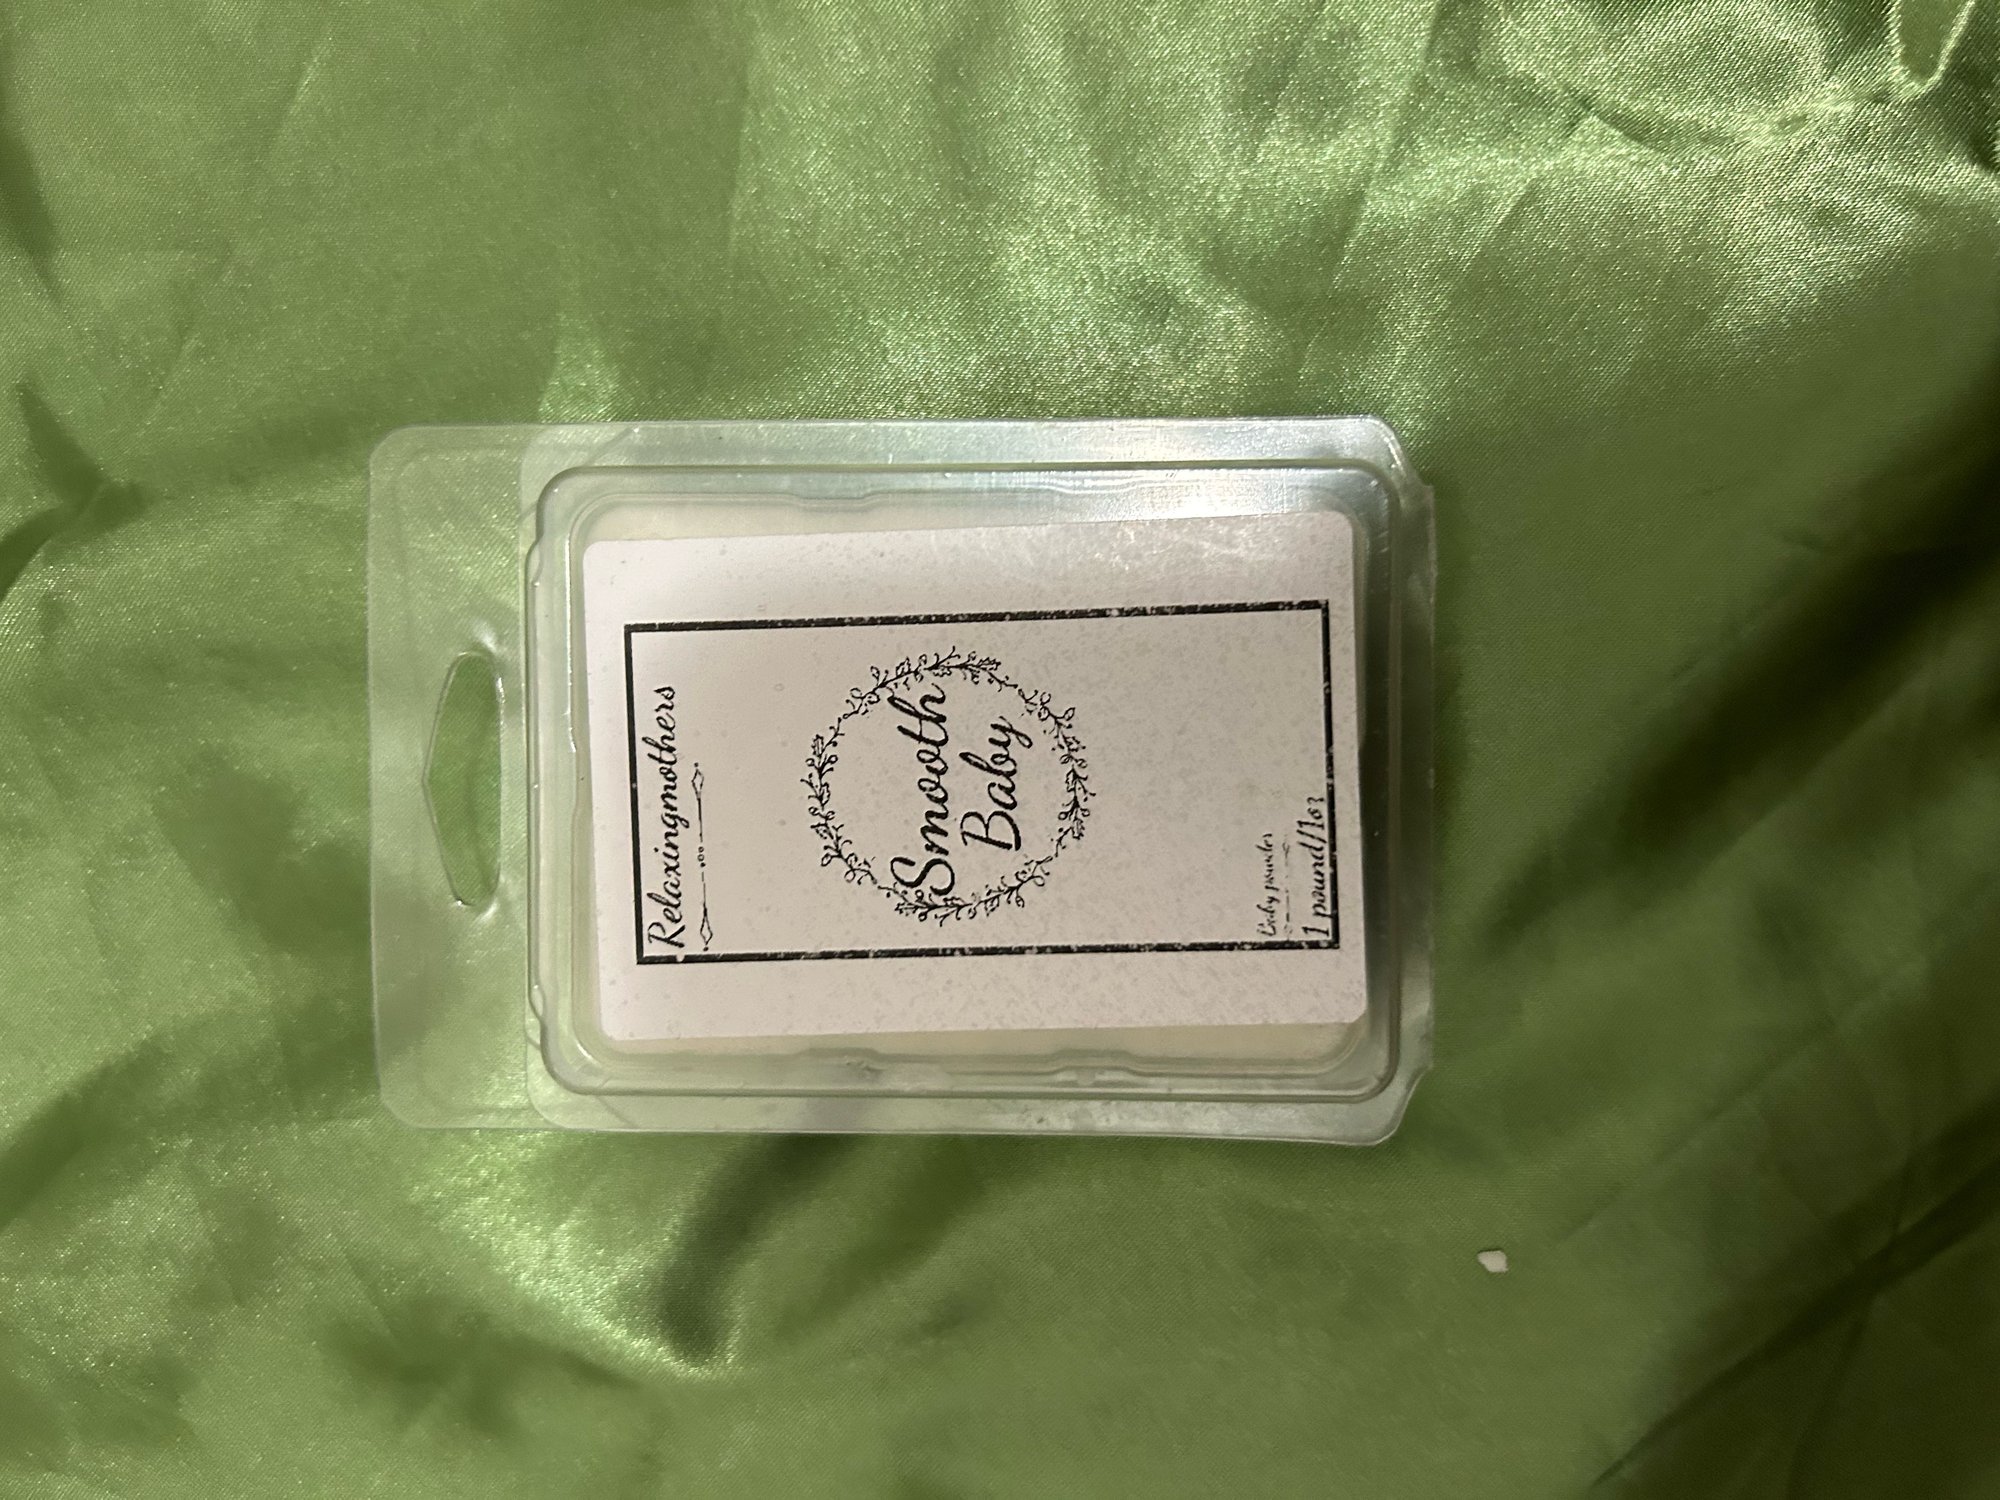 Relaxingmothers
Smooth
Baby
Baby powder
1 pound/1oz